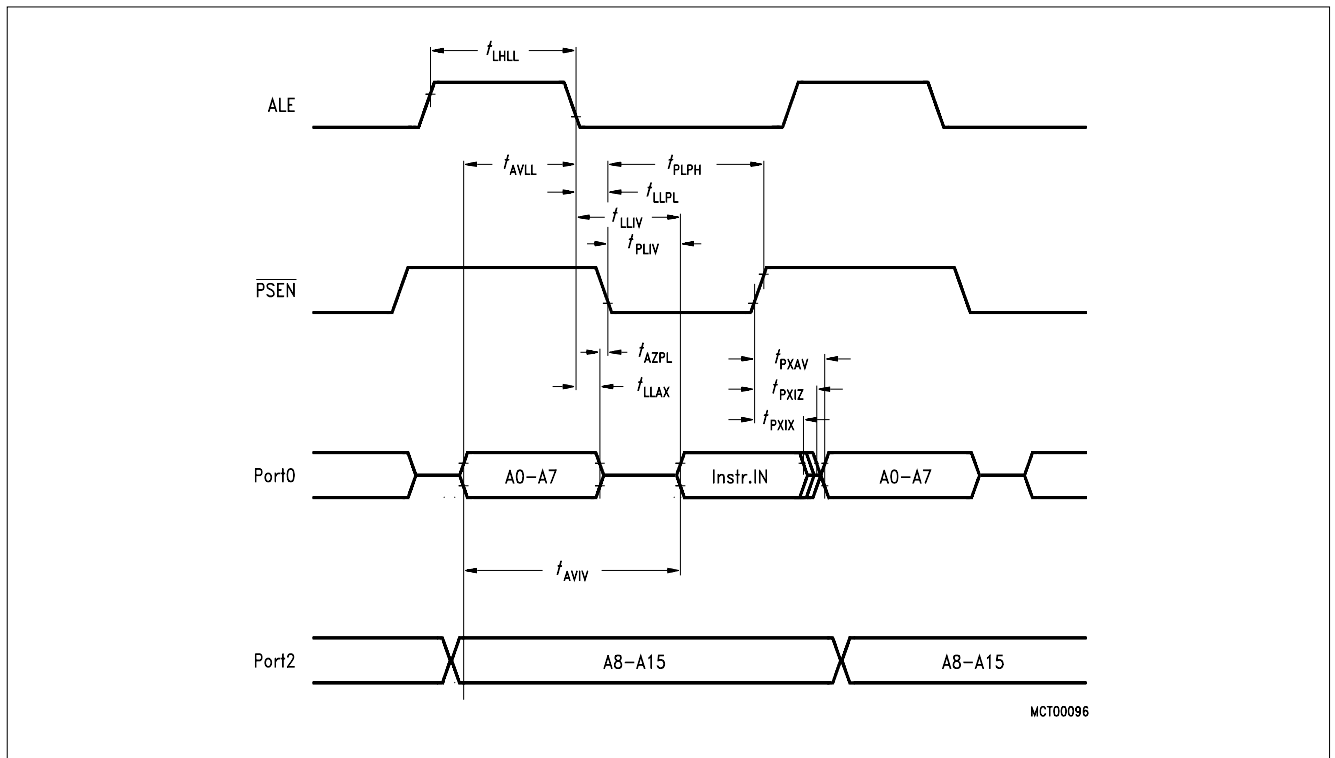 tLHLL
ALE
tAVLL
tPLPH
tLLPL
tLLIV
tPLIV
PSEN
tAZPL
tPXAV
tLLAX
tPXIZ
tPXIX
Port0
A0-A7
Instr.IN
A0-A7
tAVIV
Port2
A8-A15
A8-A15
MCT00096